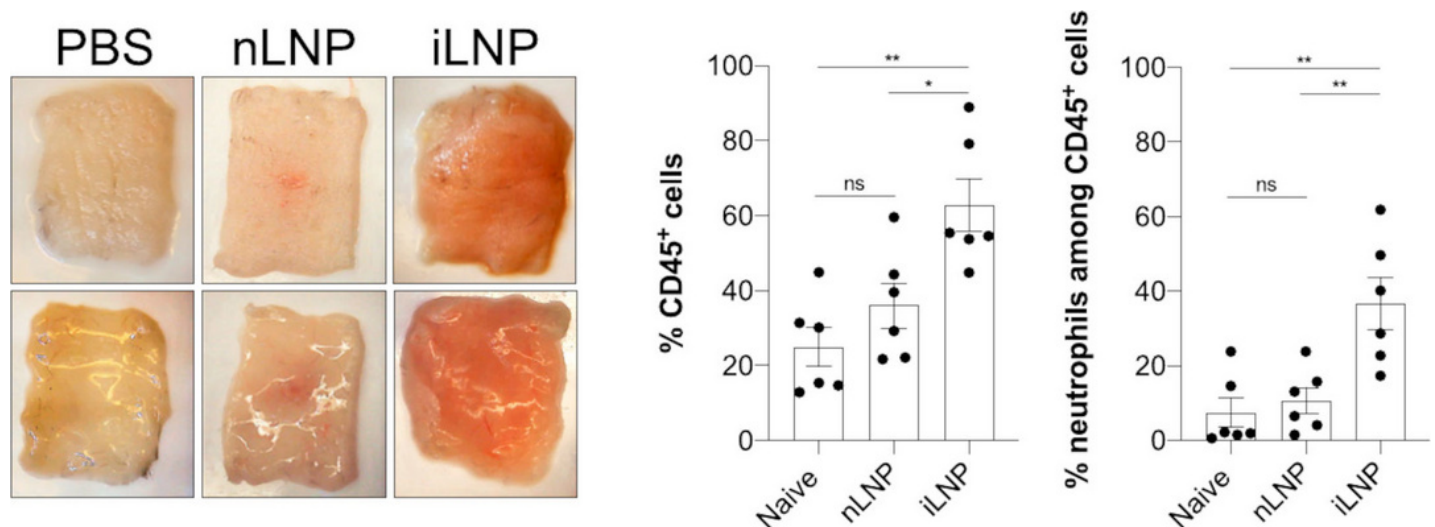 PBS nLNP iLNP
% CD45⁺ cells
100
80
60
40
20
0
**
*
ns
Naive
nLNP
iLNP
% neutrophils among CD45⁺ cells
100
80
60
40
20
0
**
**
ns
Naive
nLNP
iLNP